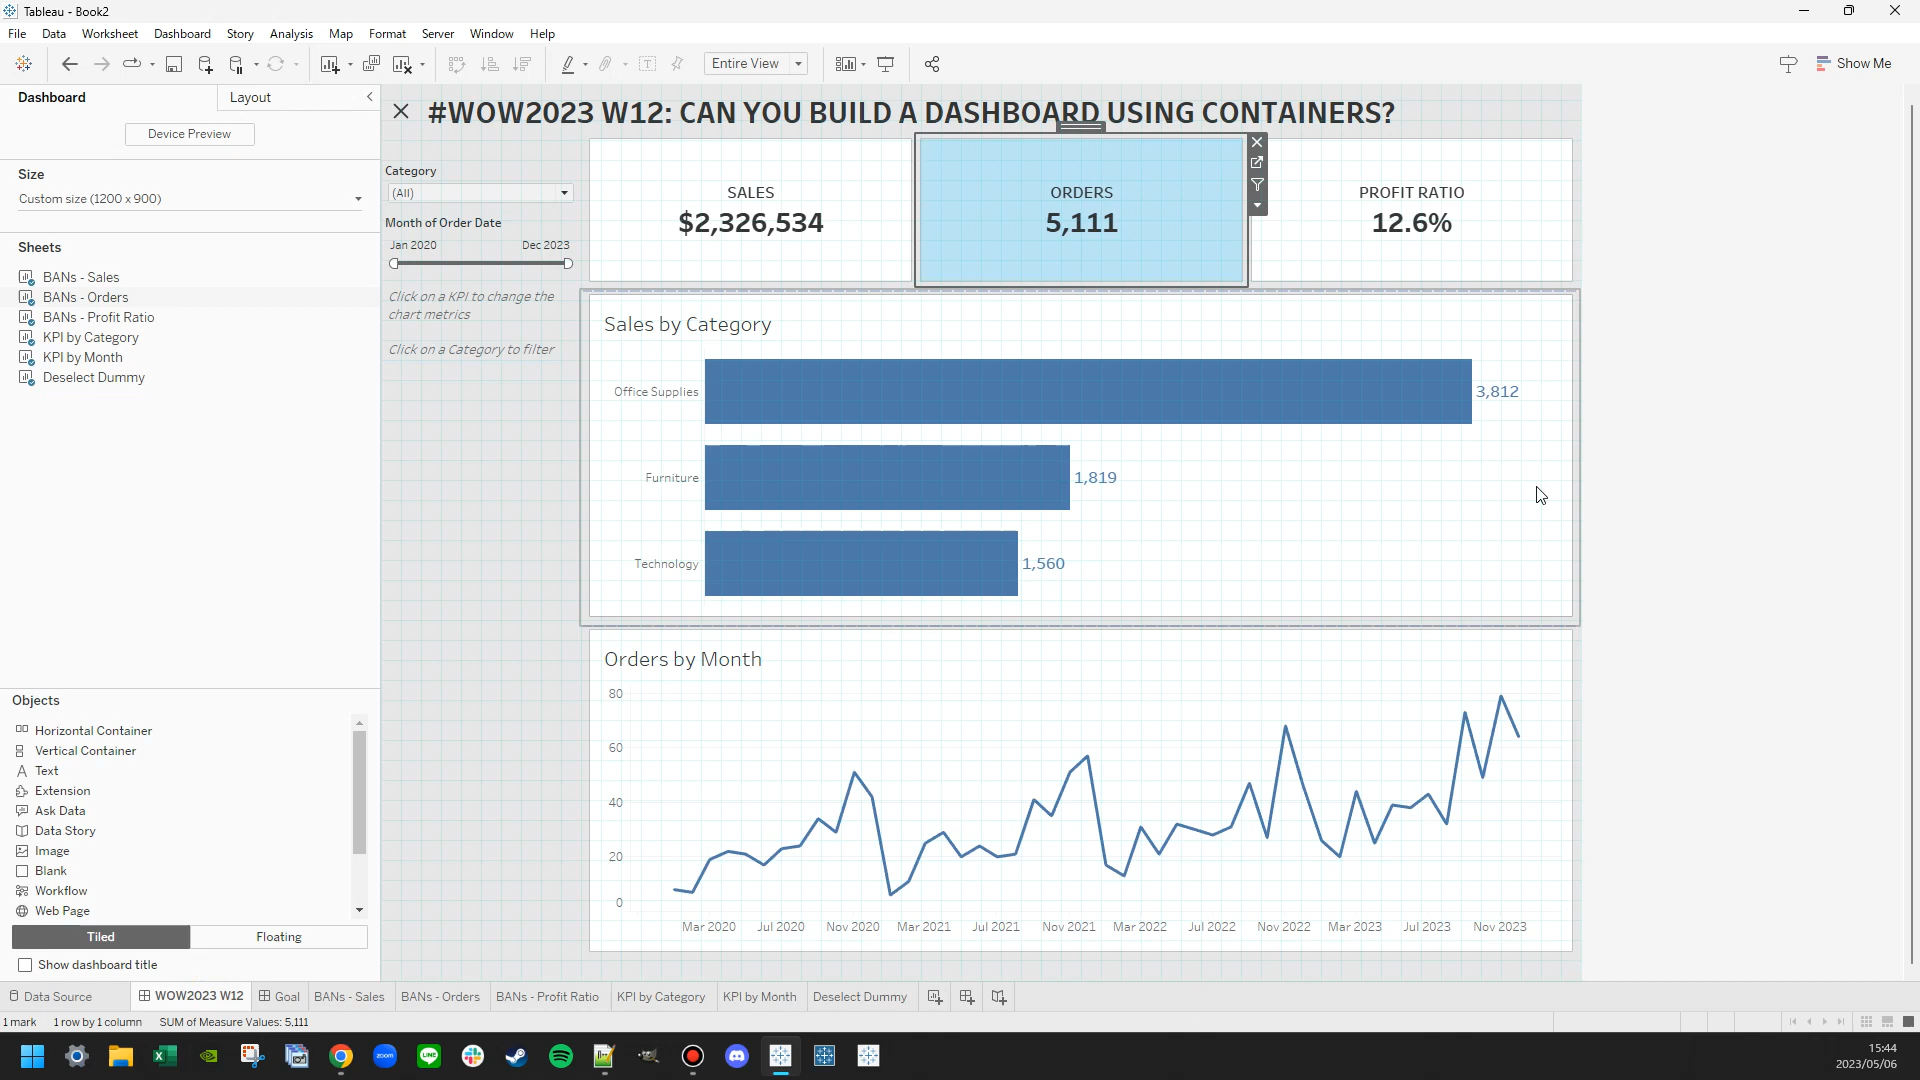 Tableau - Book2
File Data Worksheet Dashboard Story Analysis Map Format Server Window Help
Entire View
Show Me
Dashboard
Layout
Device Preview
Size
Custom size (1200 x 900)
Sheets
BANs - Sales
BANs - Orders
BANs - Profit Ratio
KPI by Category
KPI by Month
Deselect Dummy
Objects
Horizontal Container
Vertical Container
Text
Extension
Ask Data
Data Story
Image
Blank
Workflow
Web Page
Tiled
Floating
Show dashboard title
#WOW2023 W12: CAN YOU BUILD A DASHBOARD USING CONTAINERS?
Category
(All)
Month of Order Date
Jan 2020 Dec 2023
Click on a KPI to change the
chart metrics
Click on a Category to filter
SALES
$2,326,534
ORDERS
5,111
PROFIT RATIO
12.6%
Sales by Category
Office Supplies 3,812
Furniture 1,819
Technology 1,560
Orders by Month
80
60
40
20
0
Mar 2020 Jul 2020 Nov 2020 Mar 2021 Jul 2021 Nov 2021 Mar 2022 Jul 2022 Nov 2022 Mar 2023 Jul 2023 Nov 2023
Data Source WOW2023 W12 Goal BANs - Sales BANs - Orders BANs - Profit Ratio KPI by Category KPI by Month Deselect Dummy
1 mark 1 row by 1 column SUM of Measure Values: 5,111
zoom
LINE
15:44
2023/05/06